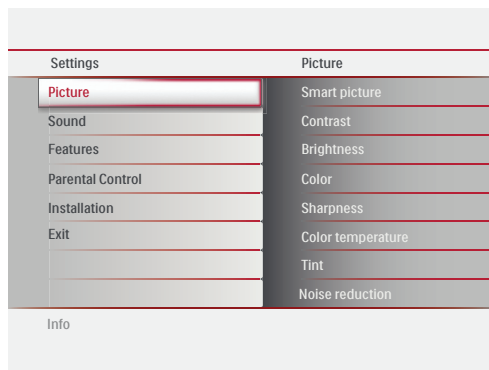 Settings
Picture
Picture
Sound
Features
Parental Control
Installation
Exit
Smart picture
Contrast
Brightness
Color
Sharpness
Color temperature
Tint
Noise reduction
Info